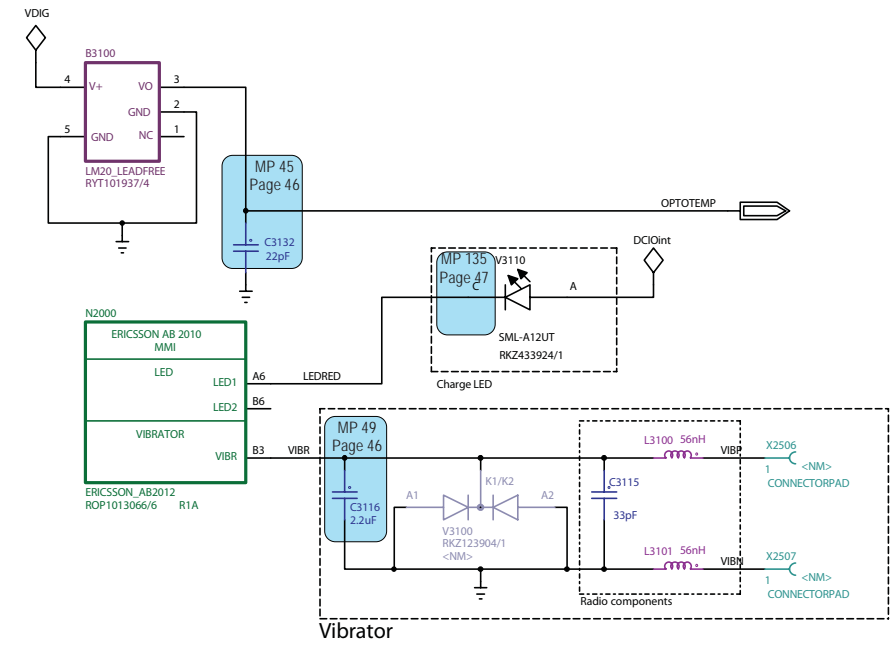 VDIG
B3100
4
V+
VO
3
GND
2
5
GND
NC
1
LM20_LEADFREE
RYT101937/4
MP 45
Page 46
C3132
22pF
OPTOTEMP
DCIOint
MP 135
Page 47
C
V3110
A
SML-A12UT
RKZ433924/1
Charge LED
N2000
ERICSSON AB 2010
MMI
LED
LED1
A6
LEDRED
LED2
B6
VIBRATOR
VIBR
B3
VIBR
ERICSSON_AB2012
ROP1013066/6 R1A
MP 49
Page 46
C3116
2.2uF
A1
K1/K2
A2
V3100
RKZ123904/1
<NM>
C3115
33pF
L3100 56nH
VIBP
X2506
1
<NM>
CONNECTORPAD
L3101 56nH
VIBN
X2507
1
<NM>
CONNECTORPAD
Radio components
Vibrator